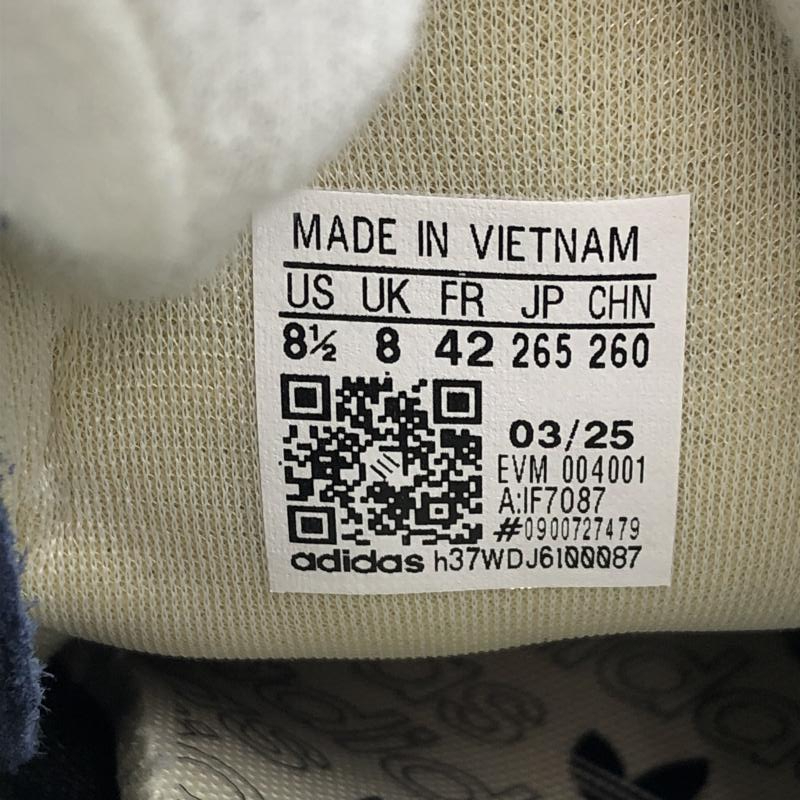 MADE IN VIETNAM
US UK FR JP CHN
8½ 8 42 265 260
03/25
EVM 004001
A:IF7087
#0900727479
adidas h37WDJ6100087